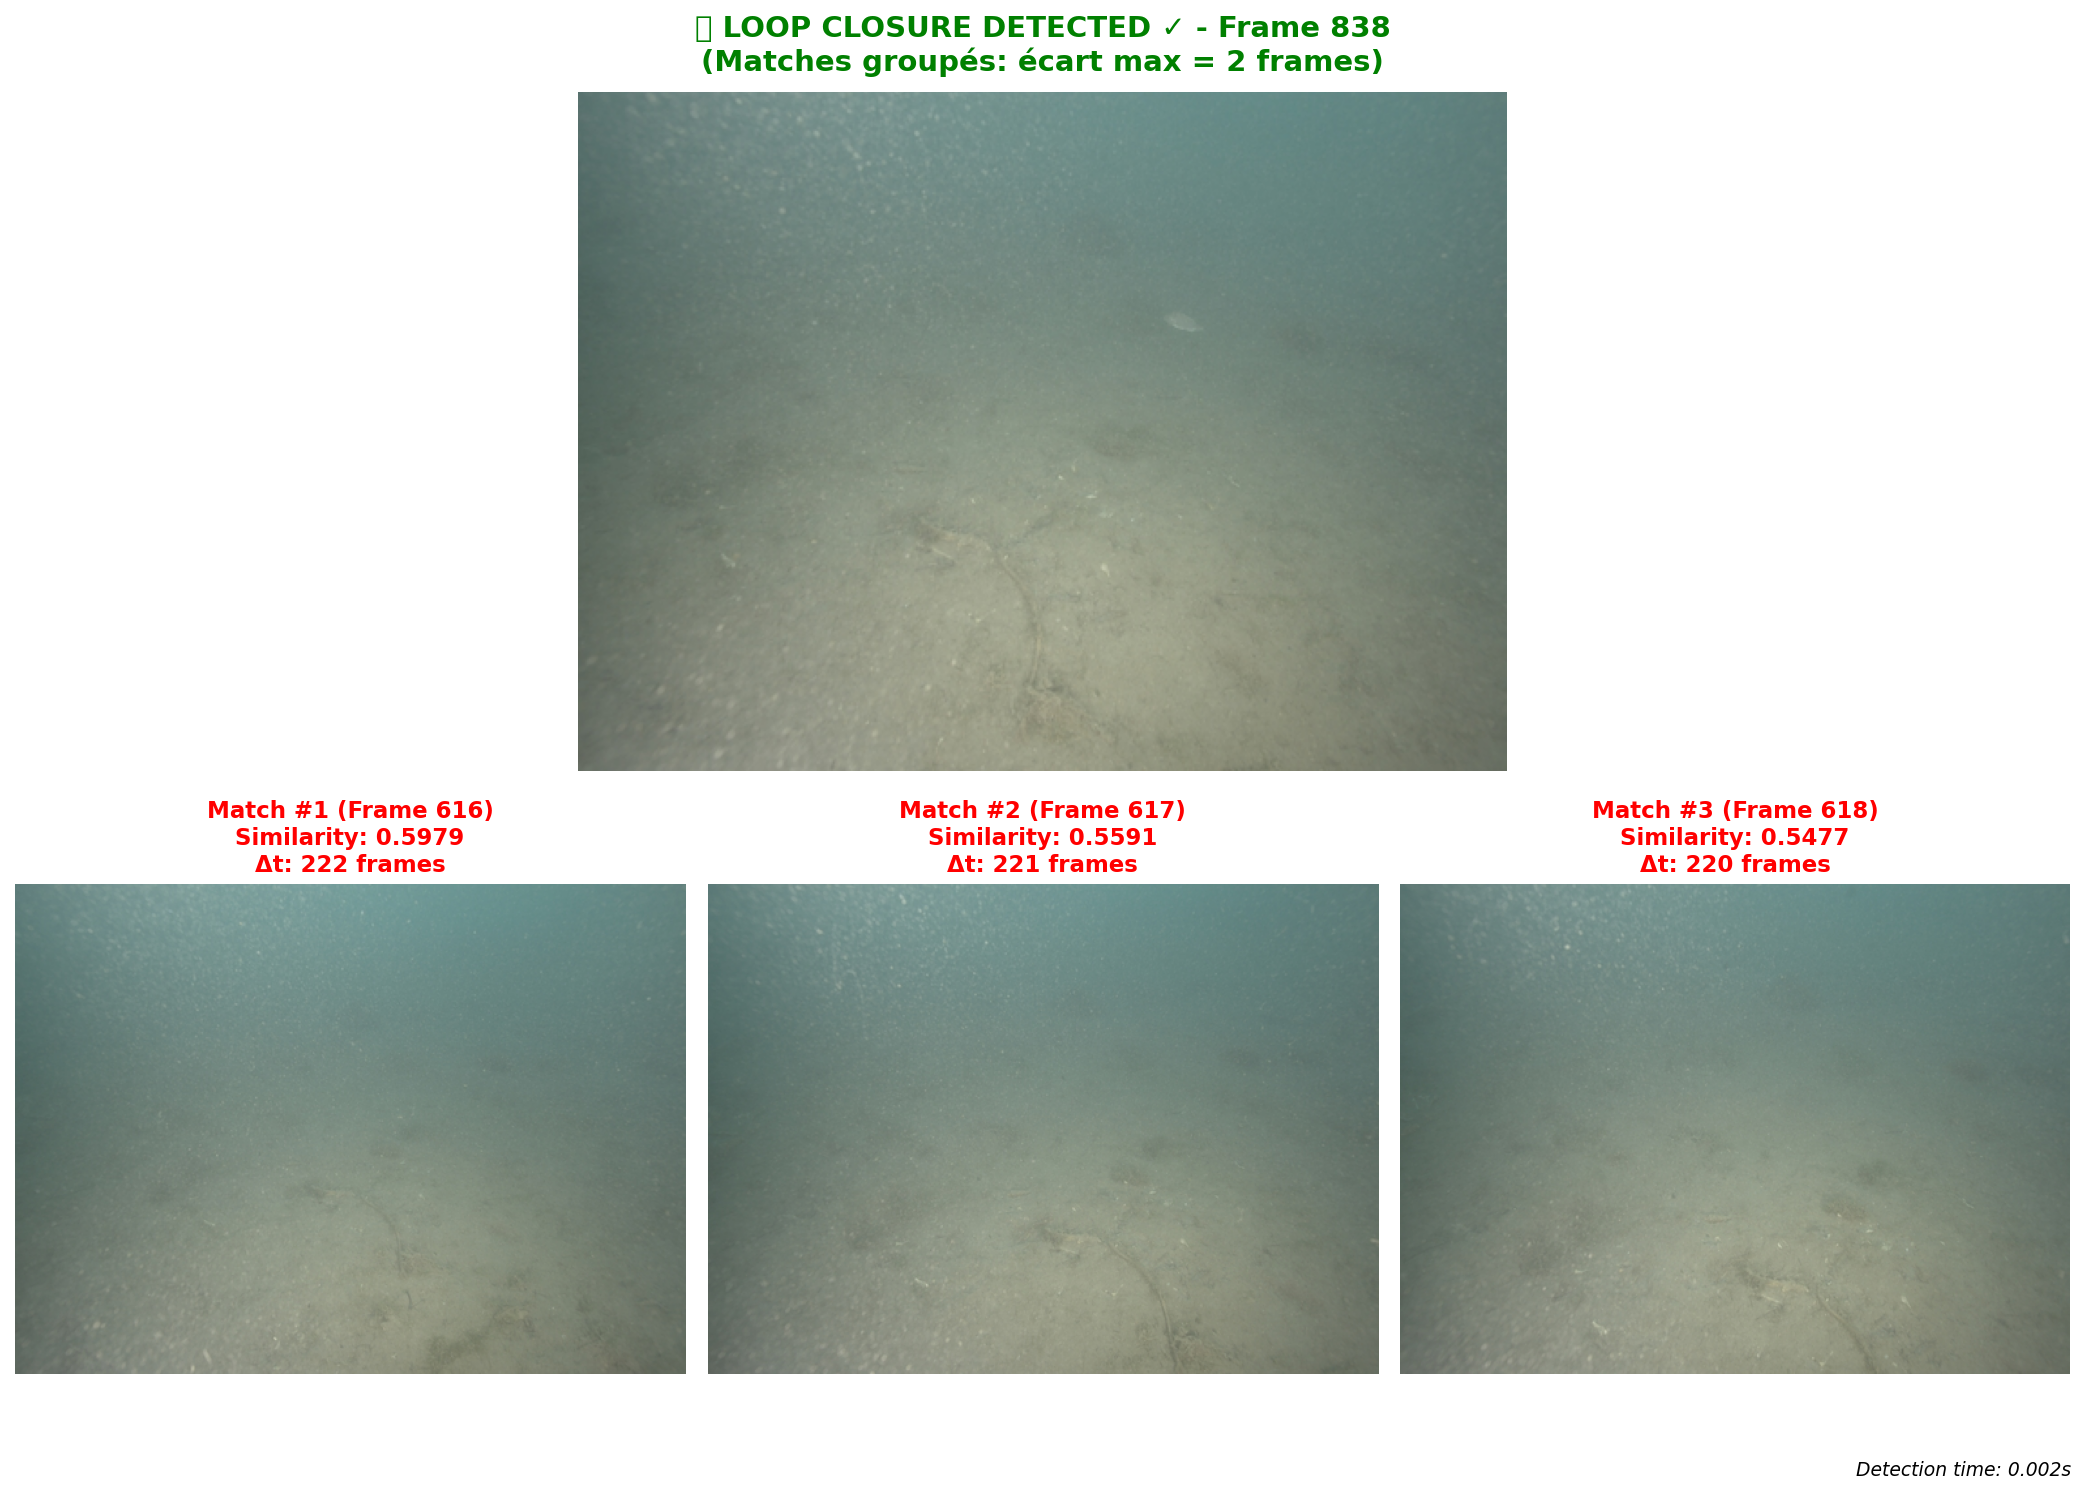 LOOP CLOSURE DETECTED ✓ - Frame 838
(Matches groupés: écart max = 2 frames)
Match #1 (Frame 616)
Similarity: 0.5979
Δt: 222 frames
Match #2 (Frame 617)
Similarity: 0.5591
Δt: 221 frames
Match #3 (Frame 618)
Similarity: 0.5477
Δt: 220 frames
Detection time: 0.002s